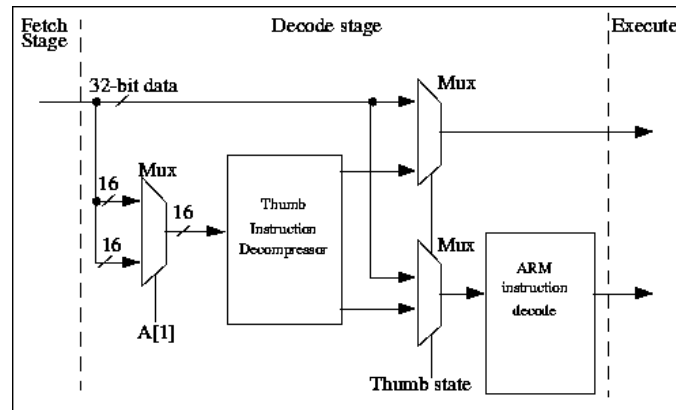 Fetch
Stage
Decode stage
Execute
32-bit data
Mux
Mux
16
16
16
Thumb
Instruction
Decompressor
Mux
ARM
instruction
decode
A[1]
Thumb state